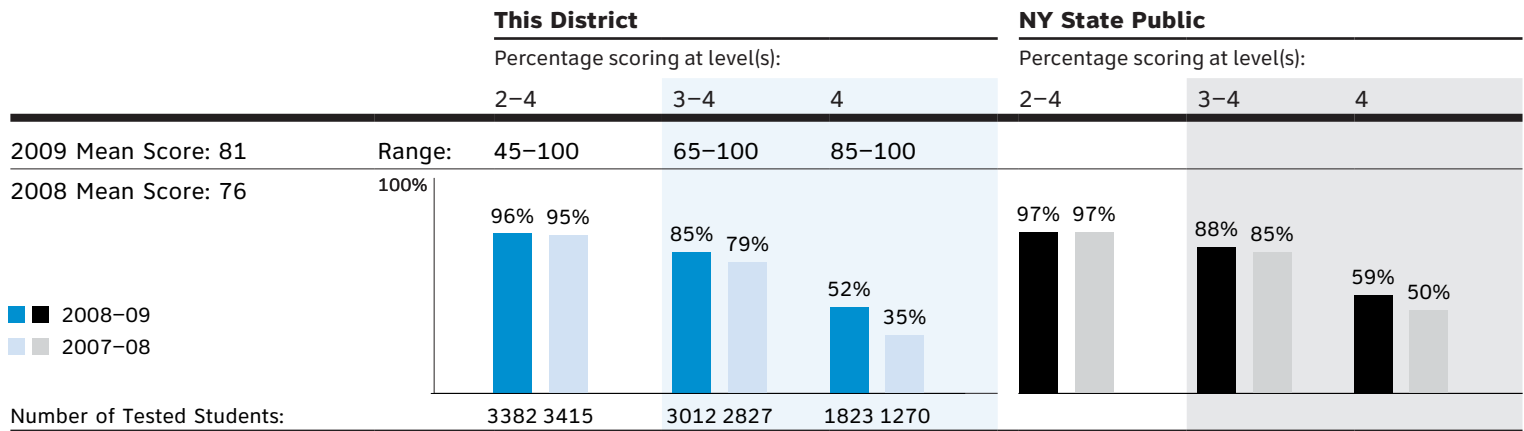 This District NY State Public
Percentage scoring at level(s): Percentage scoring at level(s):
2–4 3–4 4 2–4 3–4 4
2009 Mean Score: 81 Range: 45–100 65–100 85–100
2008 Mean Score: 76 100%
96% 95% 85% 79% 52% 35% 97% 97% 88% 85% 59% 50%
2008–09
2007–08
Number of Tested Students: 3382 3415 3012 2827 1823 1270